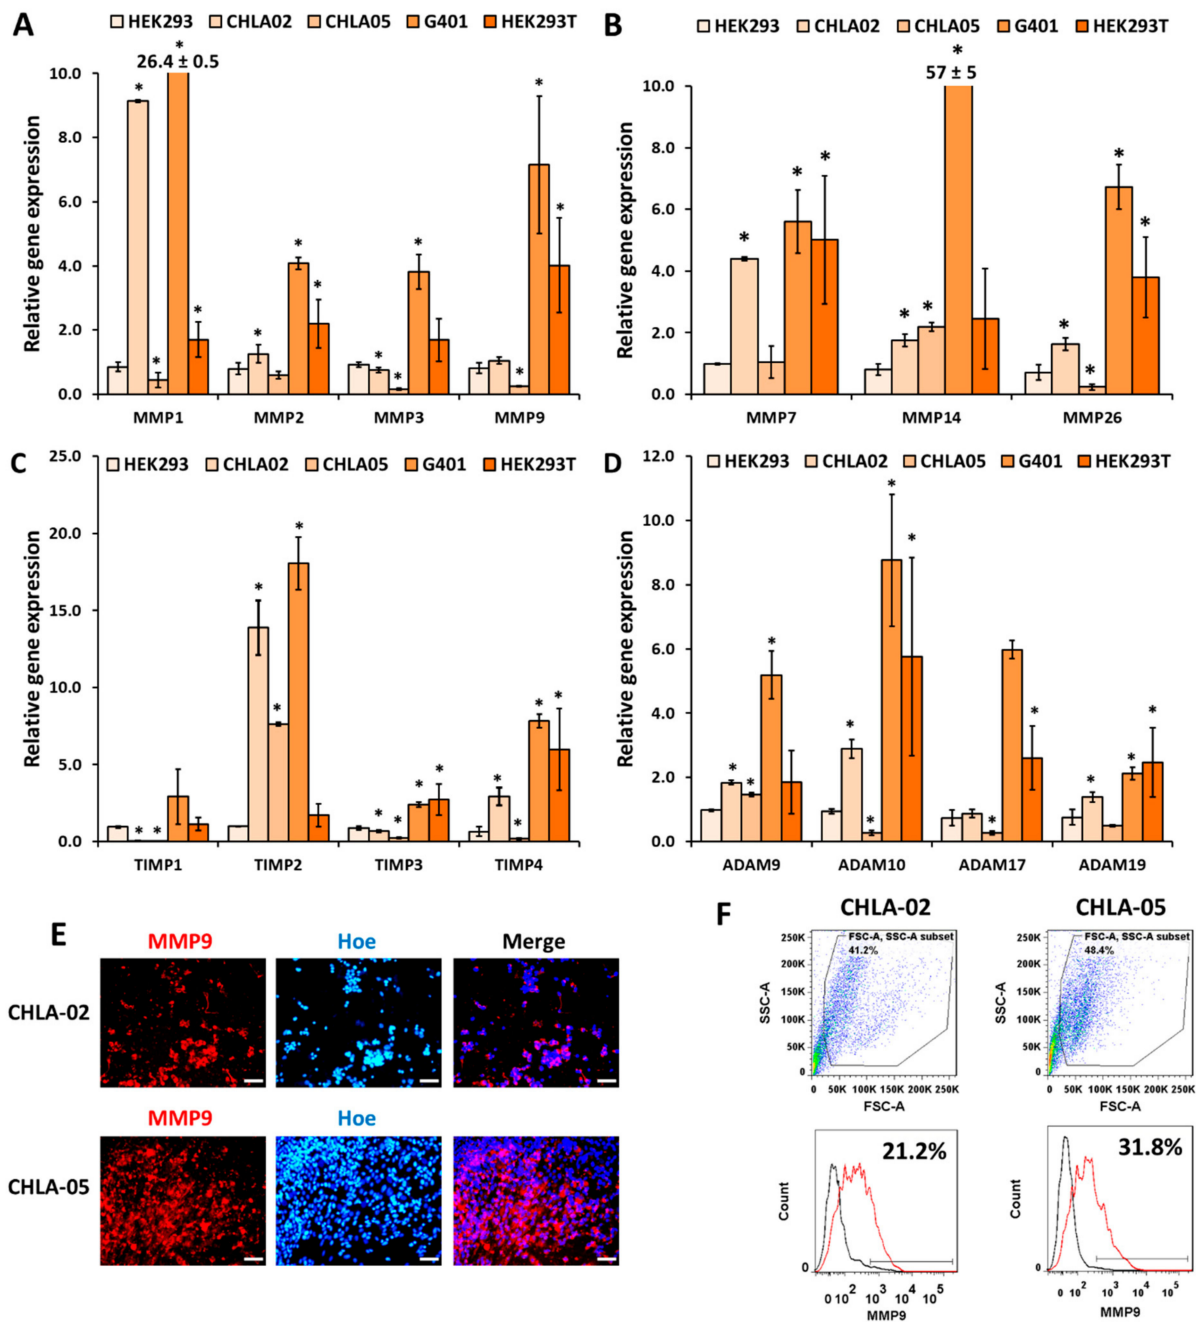 A
HEK293 CHLA02 CHLA05 G401 HEK293T
*
26.4 ± 0.5
Relative gene expression
10.0
8.0
6.0
4.0
2.0
0.0
* * * * * * * * * * *
MMP1 MMP2 MMP3 MMP9
B
HEK293 CHLA02 CHLA05 G401 HEK293T
*
57 ± 5
Relative gene expression
10.0
8.0
6.0
4.0
2.0
0.0
* * * * * * * * *
MMP7 MMP14 MMP26
C
HEK293 CHLA02 CHLA05 G401 HEK293T
Relative gene expression
25.0
20.0
15.0
10.0
5.0
0.0
* * * * * * * * * * * * *
TIMP1 TIMP2 TIMP3 TIMP4
D
HEK293 CHLA02 CHLA05 G401 HEK293T
Relative gene expression
12.0
10.0
8.0
6.0
4.0
2.0
0.0
* * * * * * * * * * * *
ADAM9 ADAM10 ADAM17 ADAM19
E
MMP9 Hoe Merge
CHLA-02
MMP9 Hoe
CHLA-05
F
CHLA-02 CHLA-05
FSC-A, SSC-A subset
41.2%
SSC-A
250K
200K
150K
100K
50K
0
0 50K 100K 150K 200K 250K
FSC-A
FSC-A, SSC-A subset
48.4%
SSC-A
250K
200K
150K
100K
50K
0
0 50K 100K 150K 200K 250K
FSC-A
21.2%
Count
0
0 10² 10³ 10⁴ 10⁵
MMP9
31.8%
Count
0
0 10² 10³ 10⁴ 10⁵
MMP9